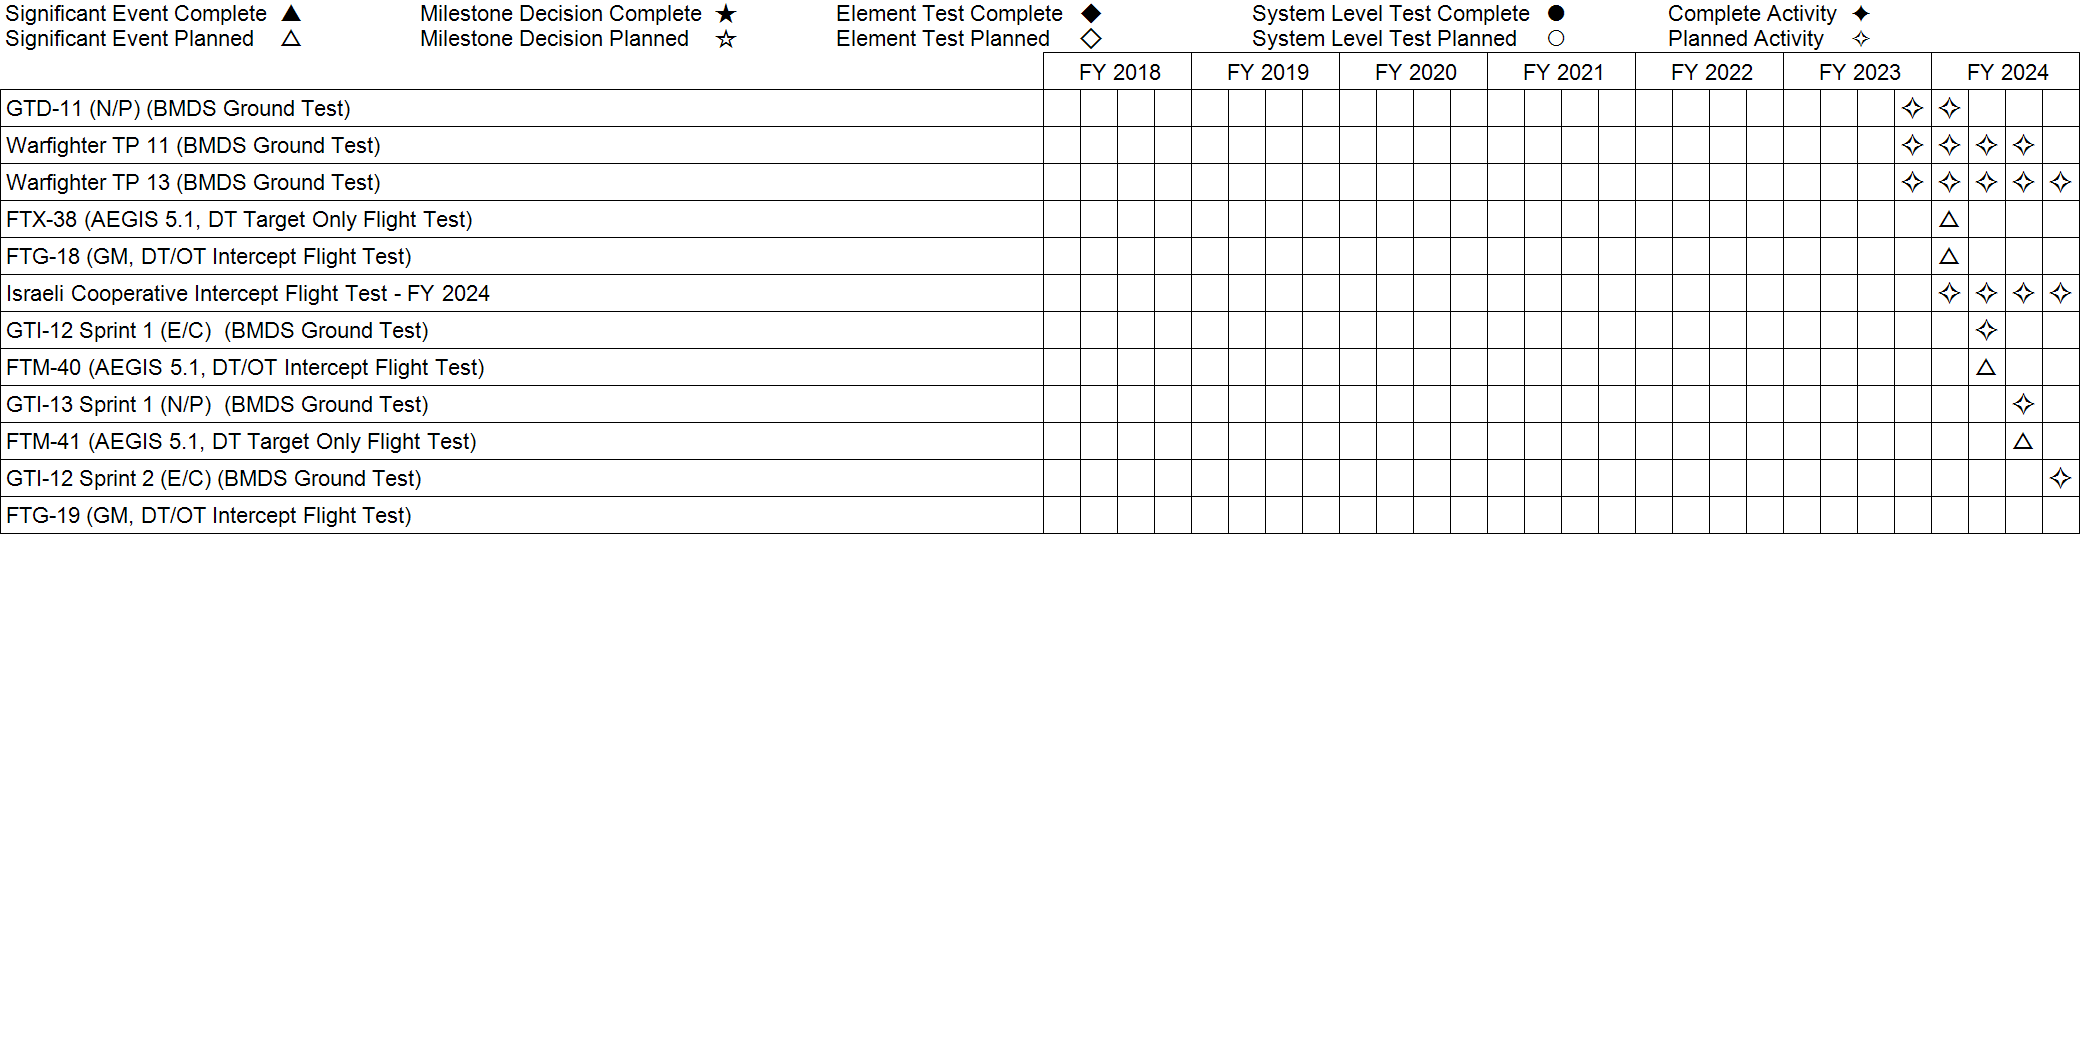 Significant Event Complete ▲ Milestone Decision Complete ★ Element Test Complete ◆ System Level Test Complete ● Complete Activity ✦
Significant Event Planned △ Milestone Decision Planned ☆ Element Test Planned ◇ System Level Test Planned ○ Planned Activity ✧
FY 2018 FY 2019 FY 2020 FY 2021 FY 2022 FY 2023 FY 2024
GTD-11 (N/P) (BMDS Ground Test) ✧ ✧
Warfighter TP 11 (BMDS Ground Test) ✧ ✧ ✧ ✧
Warfighter TP 13 (BMDS Ground Test) ✧ ✧ ✧ ✧ ✧
FTX-38 (AEGIS 5.1, DT Target Only Flight Test) △
FTG-18 (GM, DT/OT Intercept Flight Test) △
Israeli Cooperative Intercept Flight Test - FY 2024 ✧ ✧ ✧ ✧
GTI-12 Sprint 1 (E/C)  (BMDS Ground Test) ✧
FTM-40 (AEGIS 5.1, DT/OT Intercept Flight Test) △
GTI-13 Sprint 1 (N/P)  (BMDS Ground Test) ✧
FTM-41 (AEGIS 5.1, DT Target Only Flight Test) △
GTI-12 Sprint 2 (E/C) (BMDS Ground Test) ✧
FTG-19 (GM, DT/OT Intercept Flight Test)